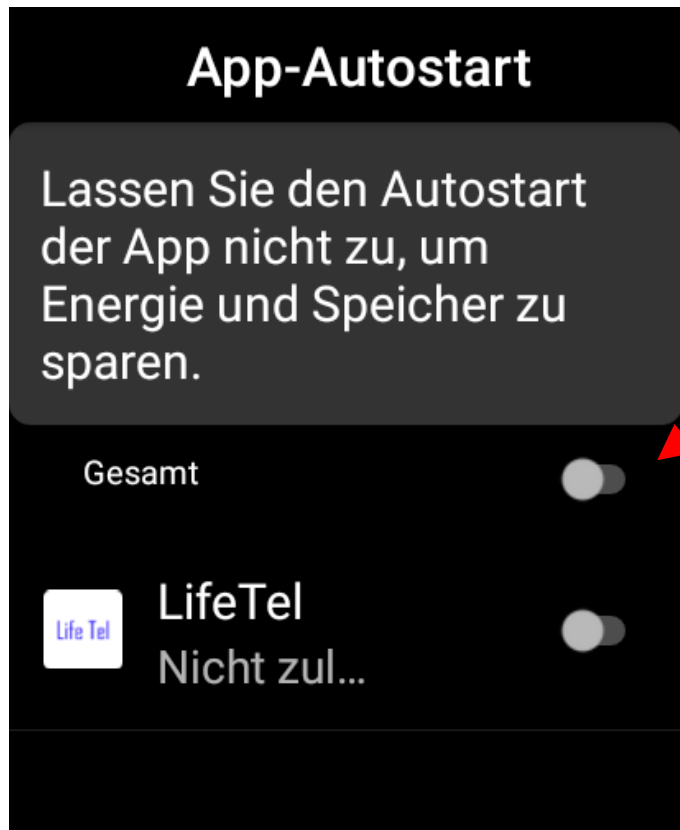 App-Autostart
Lassen Sie den Autostart
der App nicht zu, um
Energie und Speicher zu
sparen.
Gesamt
Life Tel
LifeTel
Nicht zul...